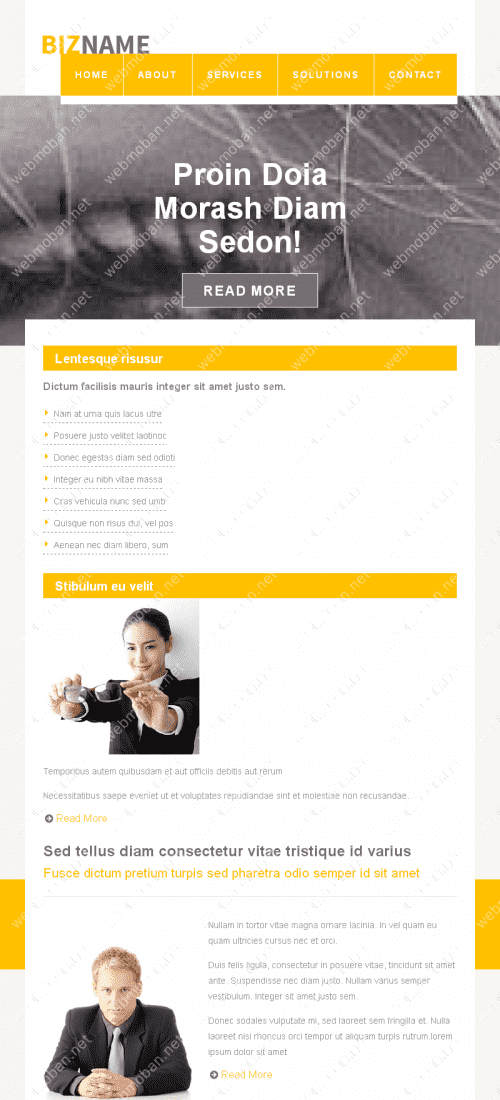 BIZNAME
HOME ABOUT SERVICES SOLUTIONS CONTACT
Proin Doia
Morash Diam
Sedon!
READ MORE
Lentesque risusur
Dictum facilisis mauris integer sit amet justo sem.
Nam at urna quis lacus utre
Posuere justo velitet laotinoc
Donec egestas diam sed odioti
Integer eu nibh vitae massa
Cras vehicula nunc sed umb
Quisque non risus dui, vel pos
Aenean nec diam libero, sum
Stibulum eu velit
Temporibus autem quibusdam et aut officiis debitis aut rerum
Necessitatibus saepe eveniet ut et voluptates repudiandae sint et molestiae non recusandae.
Read More
Sed tellus diam consectetur vitae tristique id varius
Fusce dictum pretium turpis sed pharetra odio semper id sit amet
Nullam in tortor vitae magna ornare lacinia. In vel quam eu
quam ultricies cursus nec et orci.
Duis felis ligula, consectetur in posuere vitae, tincidunt sit amet
ante. Suspendisse nec diam justo. Nullam varius semper
vestibulum. Integer sit amet justo sem.
Donec sodales vulputate mi, sed laoreet sem fringilla et. Nulla
laoreet nisi rhoncus orci tempor ut aliquam turpis rutrum.lorem
ipsum dolor sit amet
Read More
webmoban.net